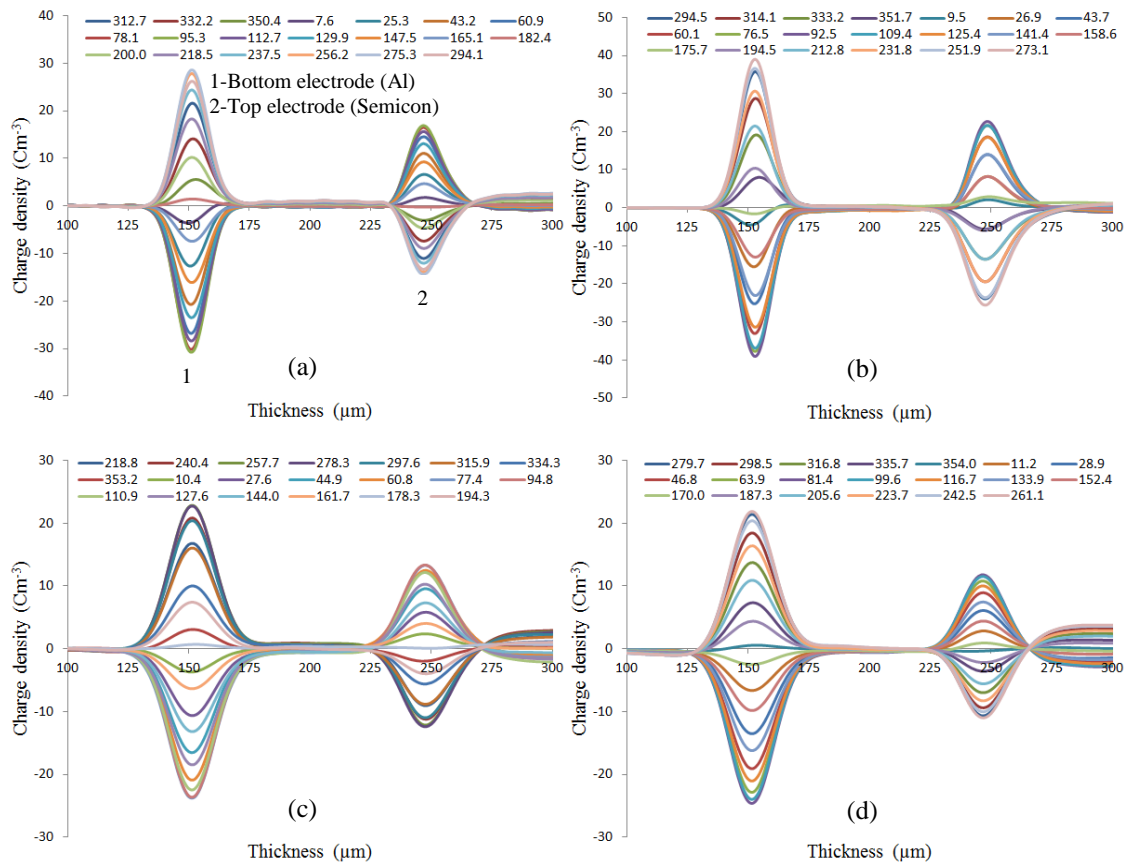 312.7 332.2 350.4 7.6 25.3 43.2 60.9
78.1 95.3 112.7 129.9 147.5 165.1 182.4
200.0 218.5 237.5 256.2 275.3 294.1
(a)
40
30
20
10
0
-10
-20
-30
-40
100 125 150 175 200 225 250 275 300
1-Bottom electrode (Al)
2-Top electrode (Semicon)
1
2
Charge density (Cm-3)
Thickness (µm)
294.5 314.1 333.2 351.7 9.5 26.9 43.7
60.1 76.5 92.5 109.4 125.4 141.4 158.6
175.7 194.5 212.8 231.8 251.9 273.1
(b)
50
40
30
20
10
0
-10
-20
-30
-40
-50
100 125 150 175 200 225 250 275 300
Charge density (Cm-3)
Thickness (µm)
218.8 240.4 257.7 278.3 297.6 315.9 334.3
353.2 10.4 27.6 44.9 60.8 77.4 94.8
110.9 127.6 144.0 161.7 178.3 194.3
(c)
30
20
10
0
-10
-20
-30
100 125 150 175 200 225 250 275 300
Charge density (Cm-3)
Thickness (µm)
279.7 298.5 316.8 335.7 354.0 11.2 28.9
46.8 63.9 81.4 99.6 116.7 133.9 152.4
170.0 187.3 205.6 223.7 242.5 261.1
(d)
30
20
10
0
-10
-20
-30
100 125 150 175 200 225 250 275 300
Charge density (Cm-3)
Thickness (µm)